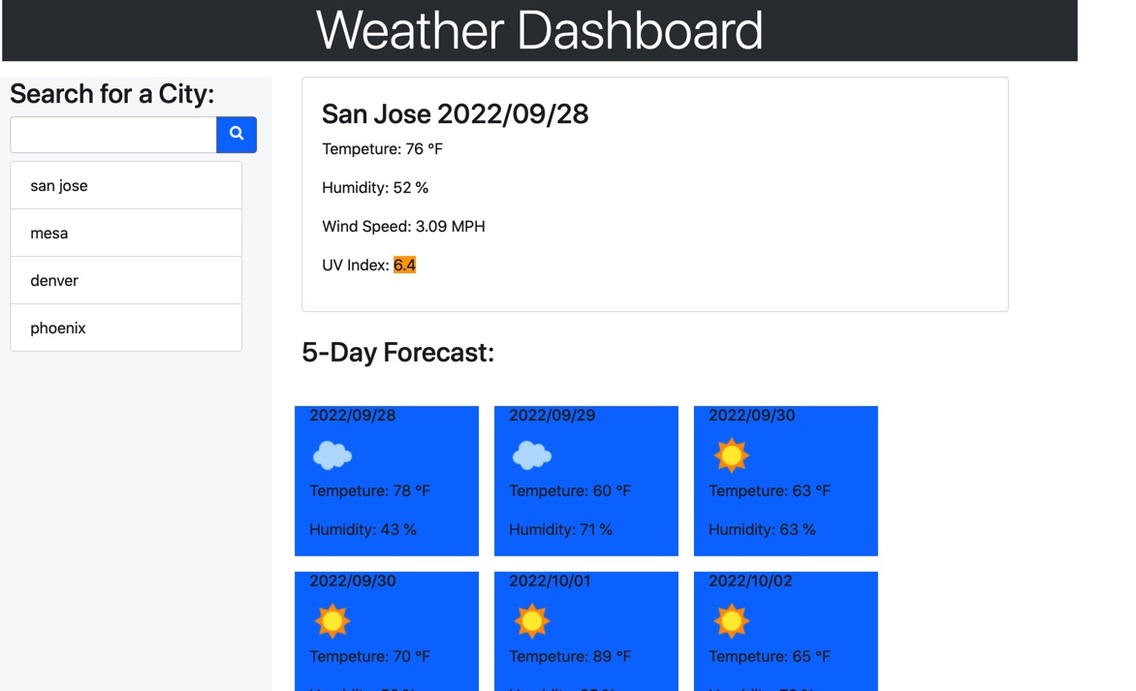 Weather Dashboard
Search for a City:
san jose
mesa
denver
phoenix
San Jose 2022/09/28
Tempeture: 76 °F
Humidity: 52 %
Wind Speed: 3.09 MPH
UV Index: 6.4
5-Day Forecast:
2022/09/28
Tempeture: 78 °F
Humidity: 43 %
2022/09/29
Tempeture: 60 °F
Humidity: 71 %
2022/09/30
Tempeture: 63 °F
Humidity: 63 %
2022/09/30
Tempeture: 70 °F
2022/10/01
Tempeture: 89 °F
2022/10/02
Tempeture: 65 °F